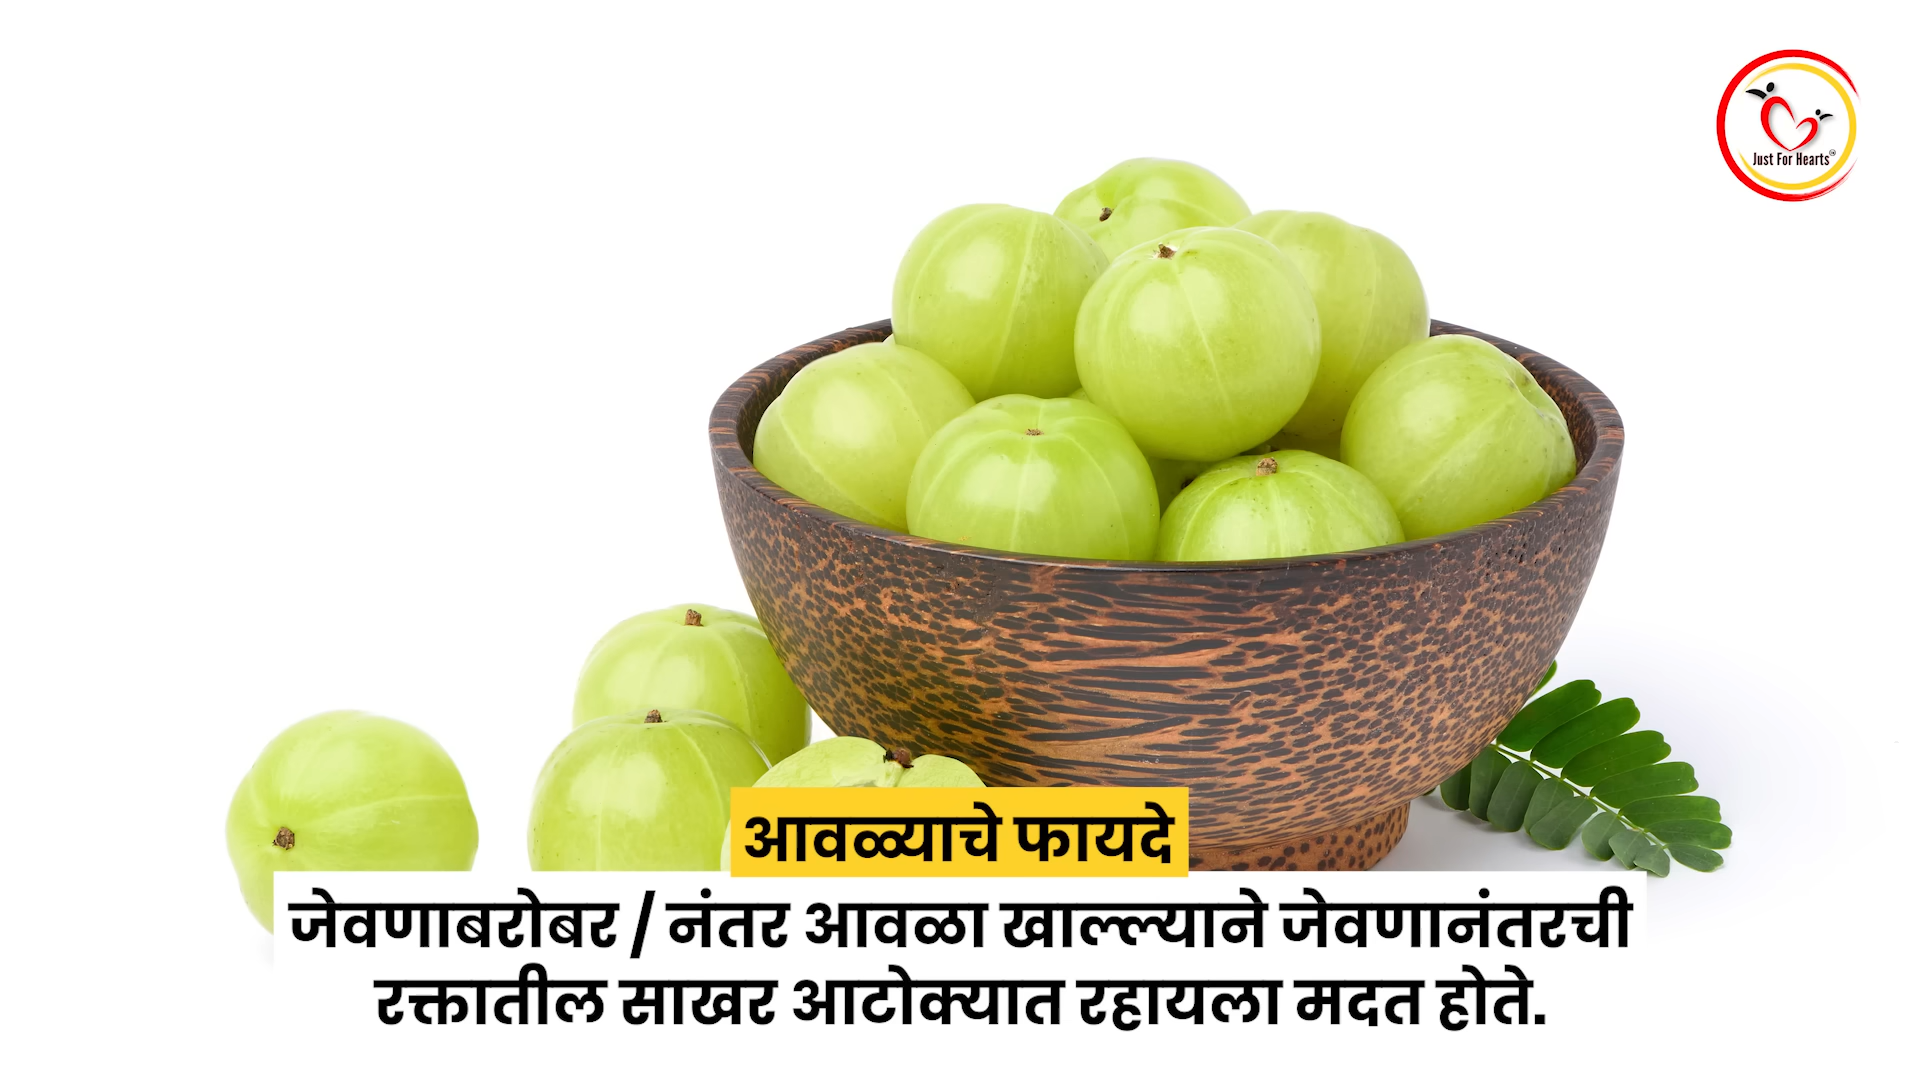 Just For Hearts
आवळ्याचे फायदे
जेवणाबरोबर / नंतर आवळा खाल्ल्याने जेवणानंतरची
रक्तातील साखर आटोक्यात रहायला मदत होते.